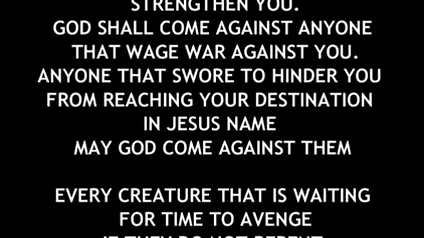 STRENGTHEN YOU.
GOD SHALL COME AGAINST ANYONE
THAT WAGE WAR AGAINST YOU.
ANYONE THAT SWORE TO HINDER YOU
FROM REACHING YOUR DESTINATION
IN JESUS NAME
MAY GOD COME AGAINST THEM
EVERY CREATURE THAT IS WAITING
FOR TIME TO AVENGE
IF THEY DO NOT REPENT